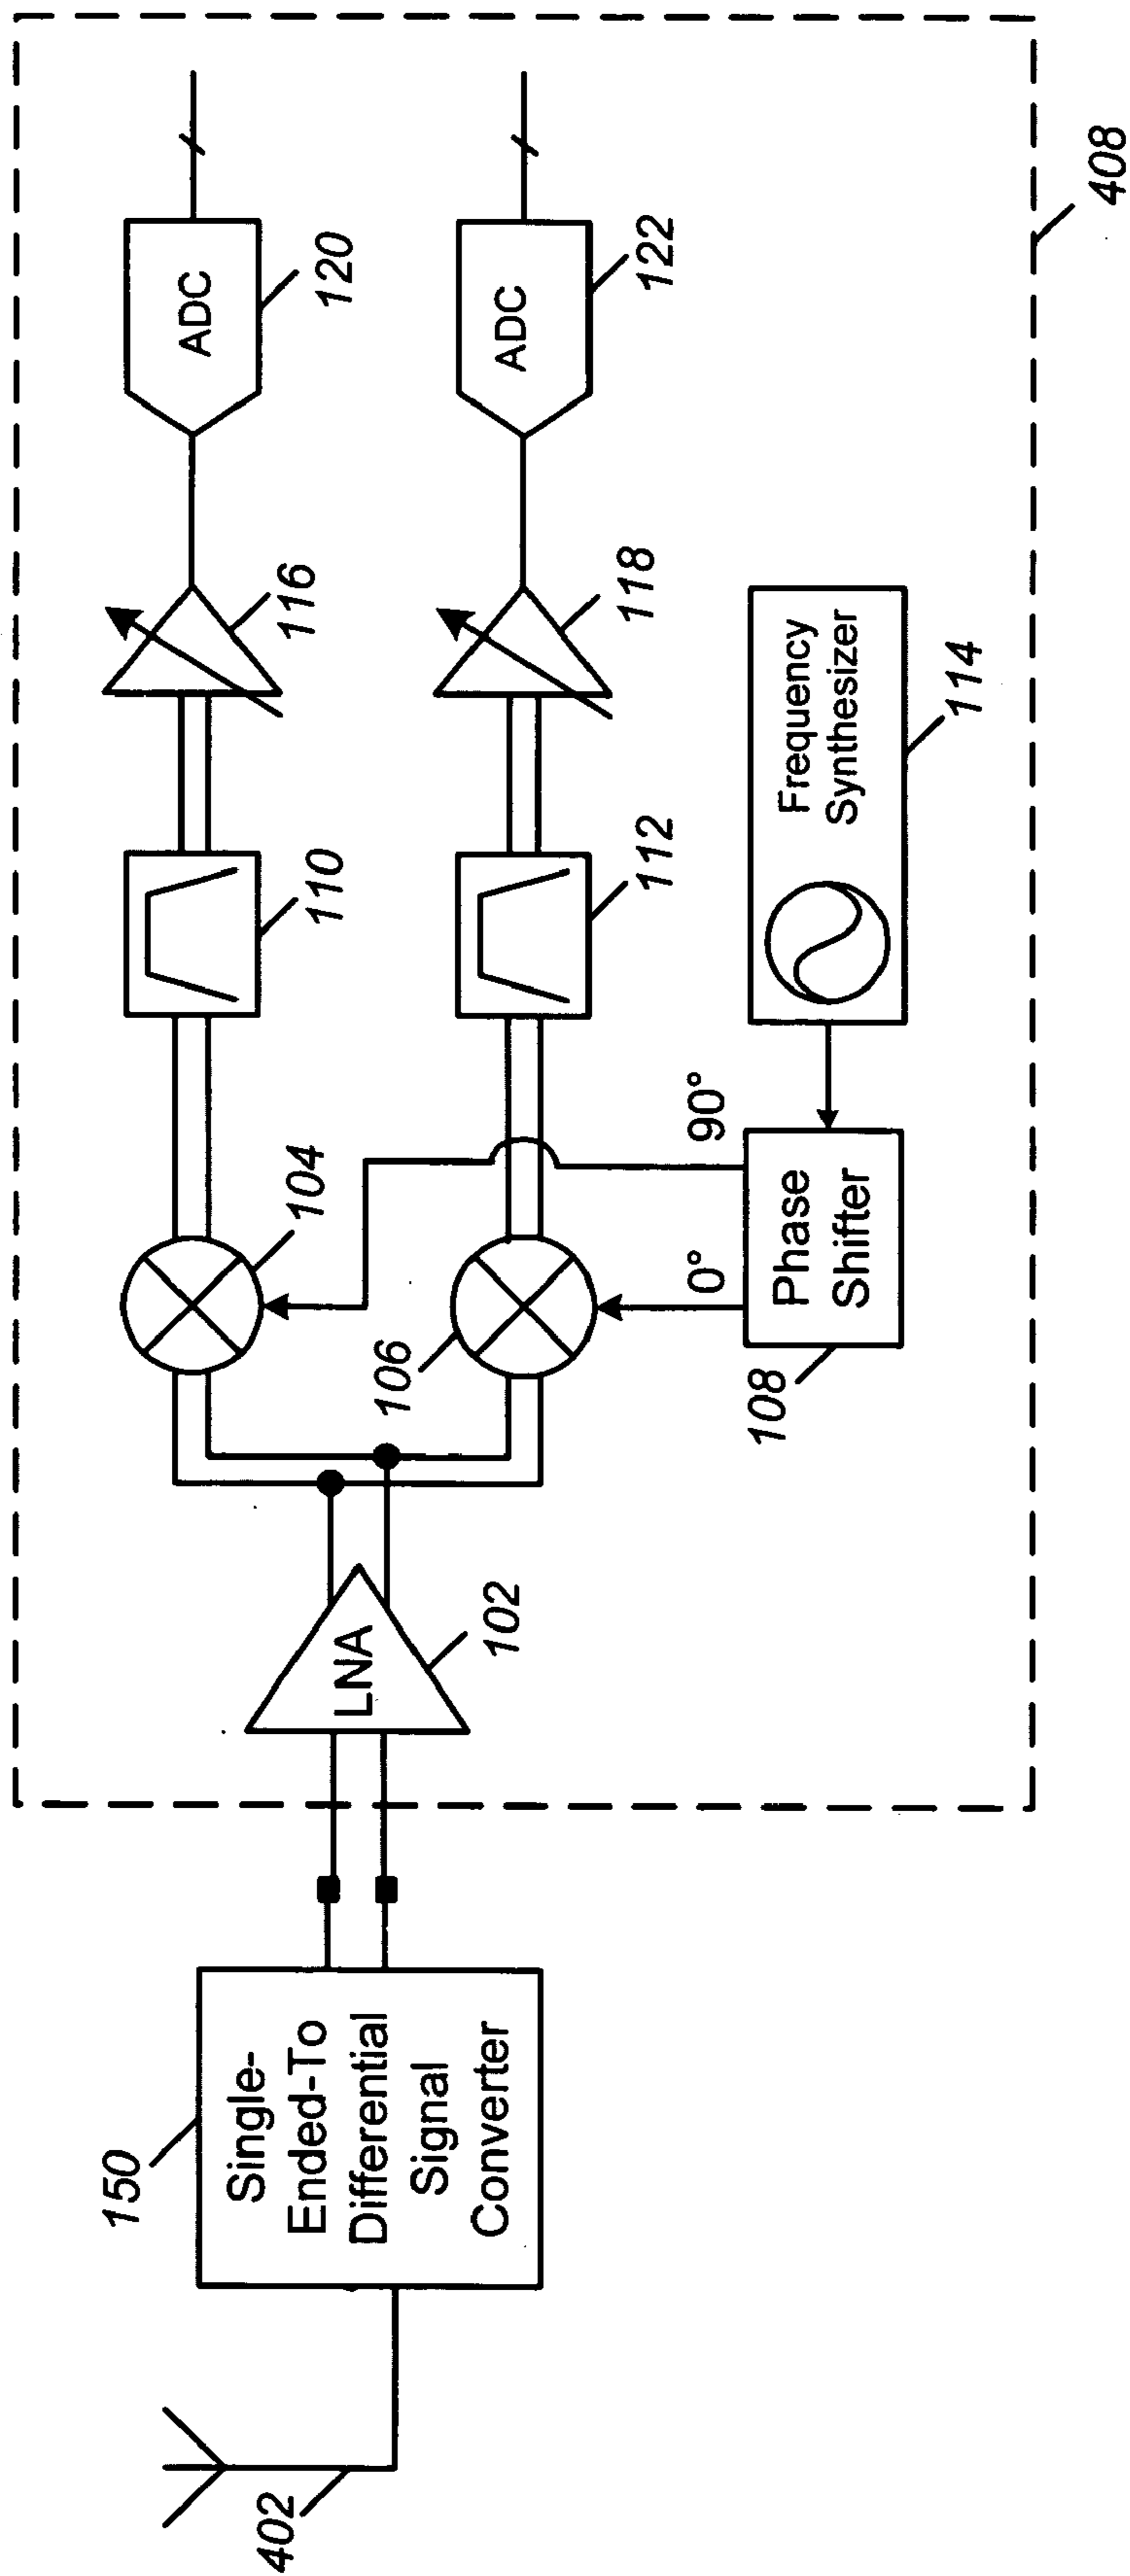 402
150
Single-
Ended-To
Differential
Signal
Converter
LNA
102
104
106
0°
90°
Phase
Shifter
108
110
112
Frequency
Synthesizer
114
116
118
ADC
120
ADC
122
408